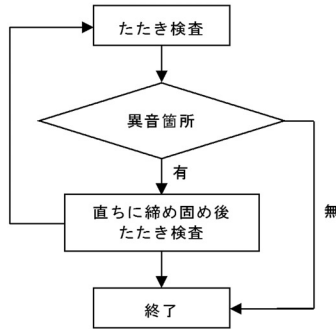 たたき検査
異音箇所
有
無
直ちに締め固め後
たたき検査
終了